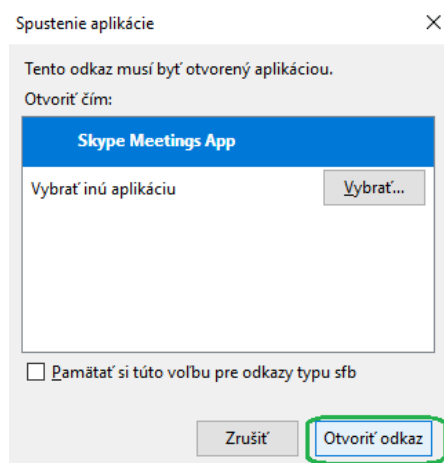 Spustenie aplikácie
Tento odkaz musí byť otvorený aplikáciou.
Otvoriť čím:
Skype Meetings App
Vybrať inú aplikáciu
Vybrať...
Pamätať si túto voľbu pre odkazy typu sfb
Zrušiť
Otvoriť odkaz